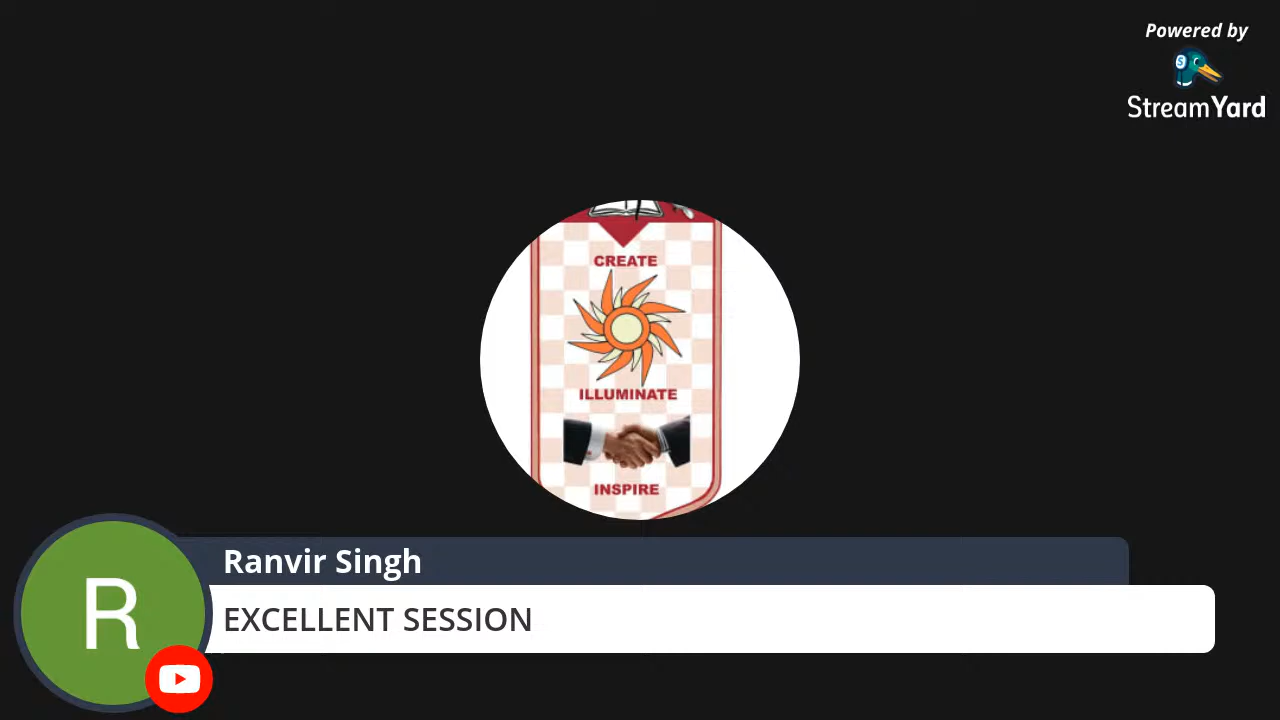 Powered by
StreamYard
CREATE
ILLUMINATE
INSPIRE
Ranvir Singh
R
EXCELLENT SESSION